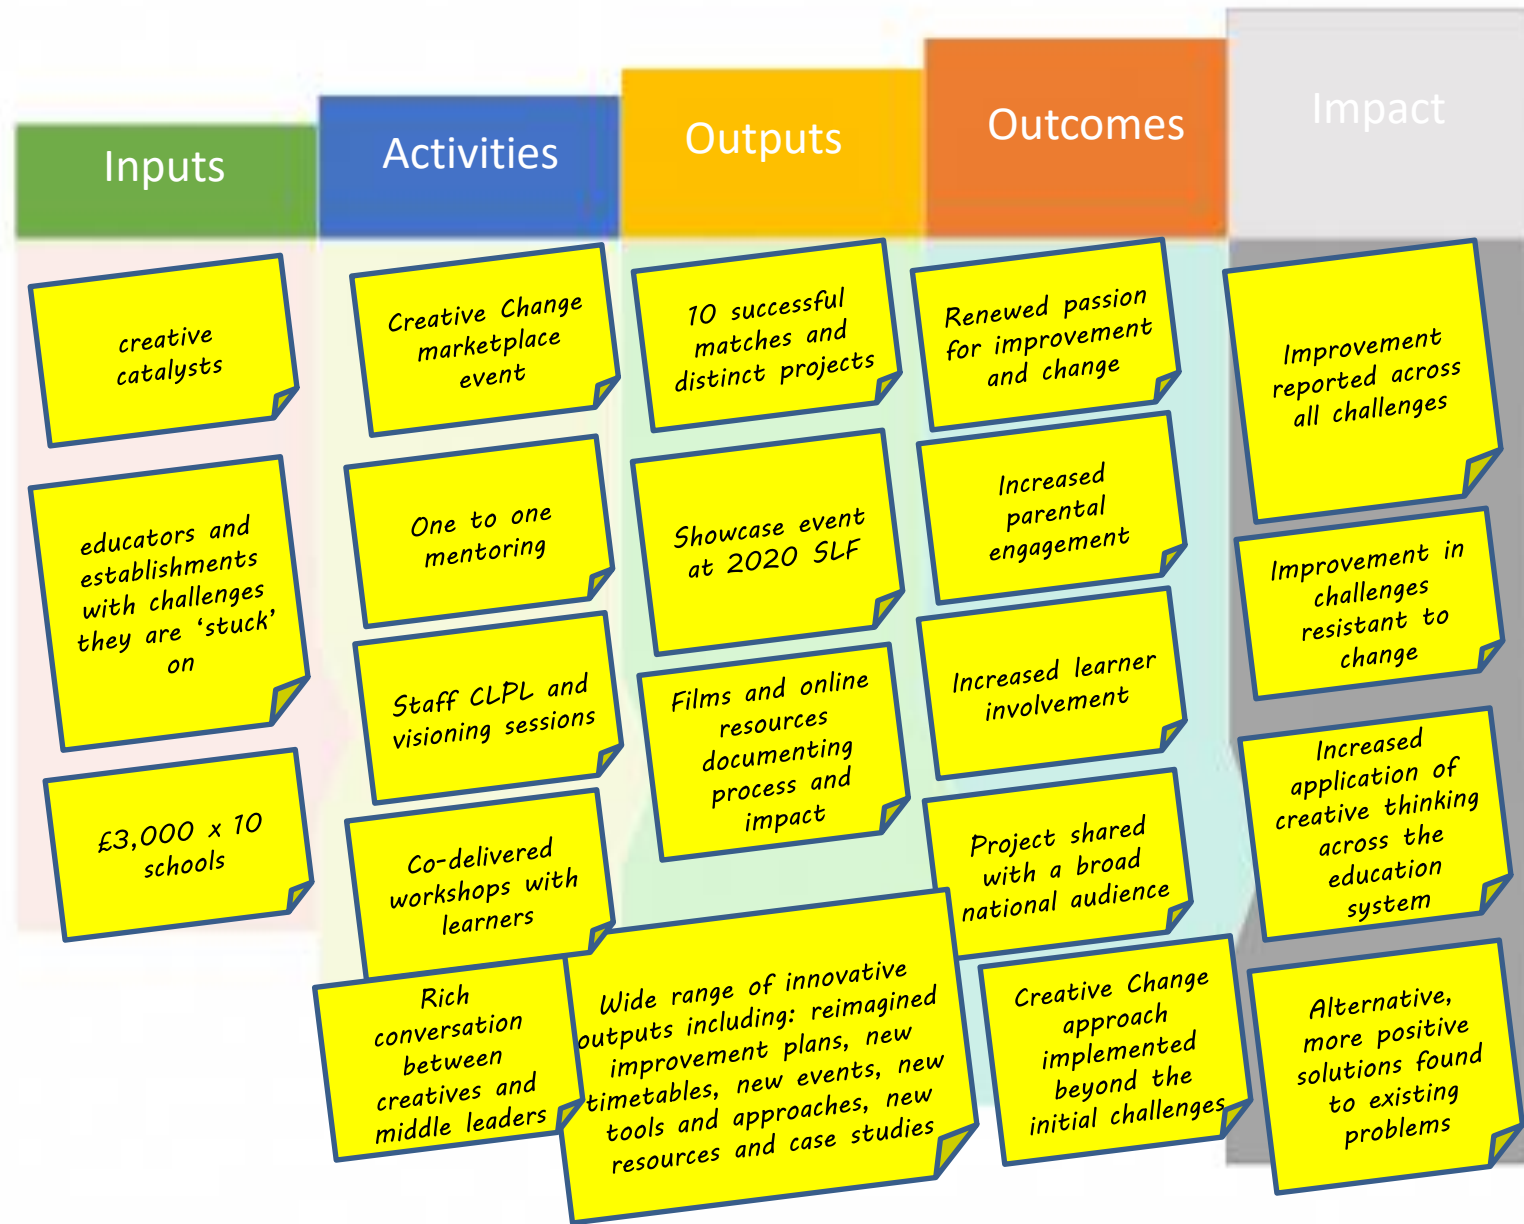 Inputs
creative
catalysts
educators and
establishments
with challenges
they are ‘stuck’
on
£3,000 x 10
schools
Activities
Creative Change
marketplace
event
One to one
mentoring
Staff CLPL and
visioning sessions
Co-delivered
workshops with
learners
Rich
conversation
between
creatives and
middle leaders
Outputs
10 successful
matches and
distinct projects
Showcase event
at 2020 SLF
Films and online
resources
documenting
process and
impact
Wide range of innovative
outputs including: reimagined
improvement plans, new
timetables, new events, new
tools and approaches, new
resources and case studies
Outcomes
Renewed passion
for improvement
and change
Increased
parental
engagement
Increased learner
involvement
Project shared
with a broad
national audience
Creative Change
approach
implemented
beyond the
initial challenges
Impact
Improvement
reported across
all challenges
Improvement in
challenges
resistant to
change
Increased
application of
creative thinking
across the
education
system
Alternative,
more positive
solutions found
to existing
problems